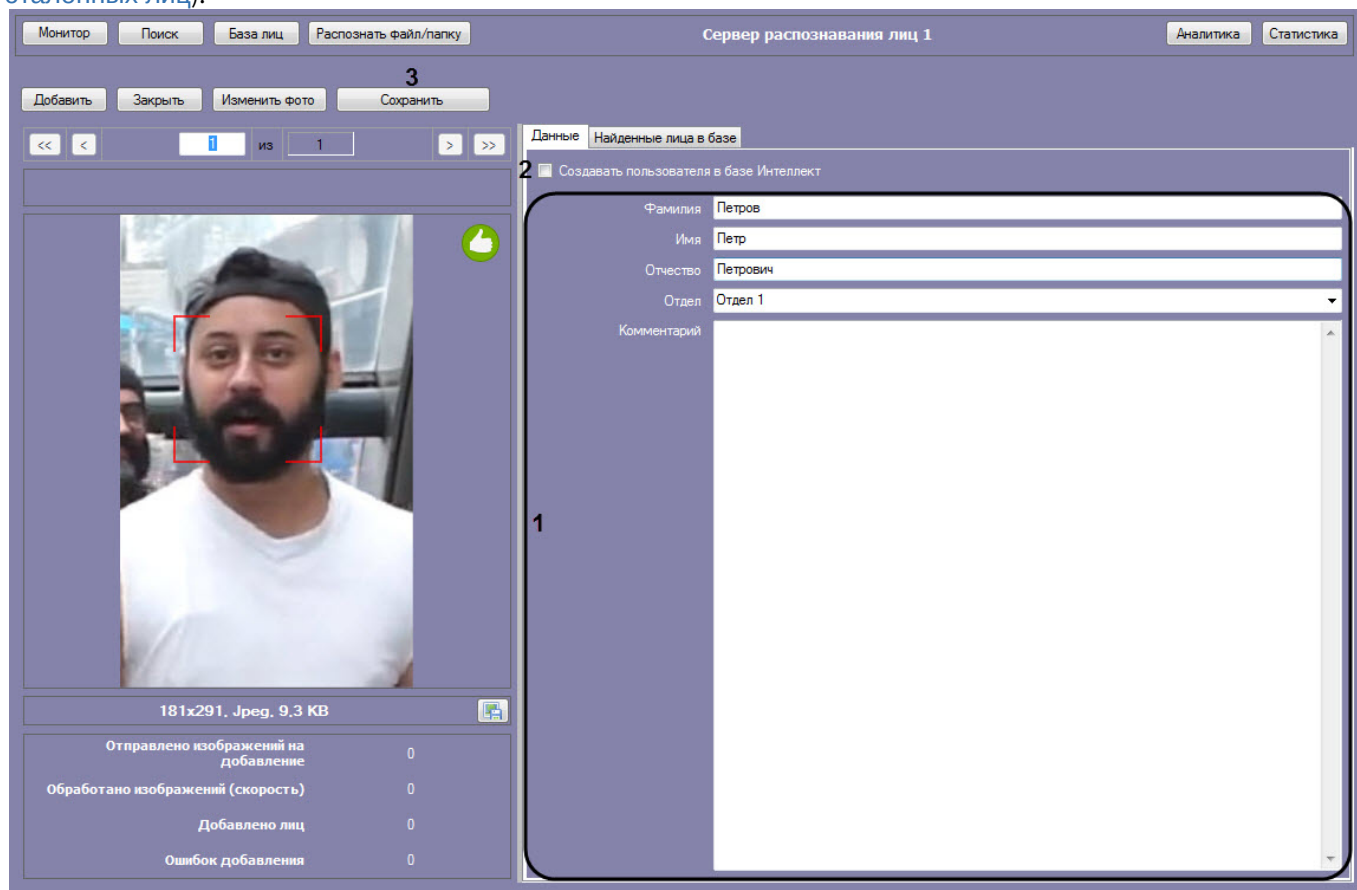 эталонных лиц).
Монитор Поиск База лиц Распознать файл/папку Сервер распознавания лиц 1 Аналитика Статистика
3
Добавить Закрыть Изменить фото Сохранить
<< < 1 из 1 > >>
Данные Найденные лица в базе
2 Создавать пользователя в базе Интеллект
Фамилия Петров
Имя Петр
Отчество Петрович
Отдел Отдел 1
Комментарий
1
181x291, Jpeg, 9,3 KB
Отправлено изображений на
добавление 0
Обработано изображений (скорость) 0
Добавлено лиц 0
Ошибок добавления 0